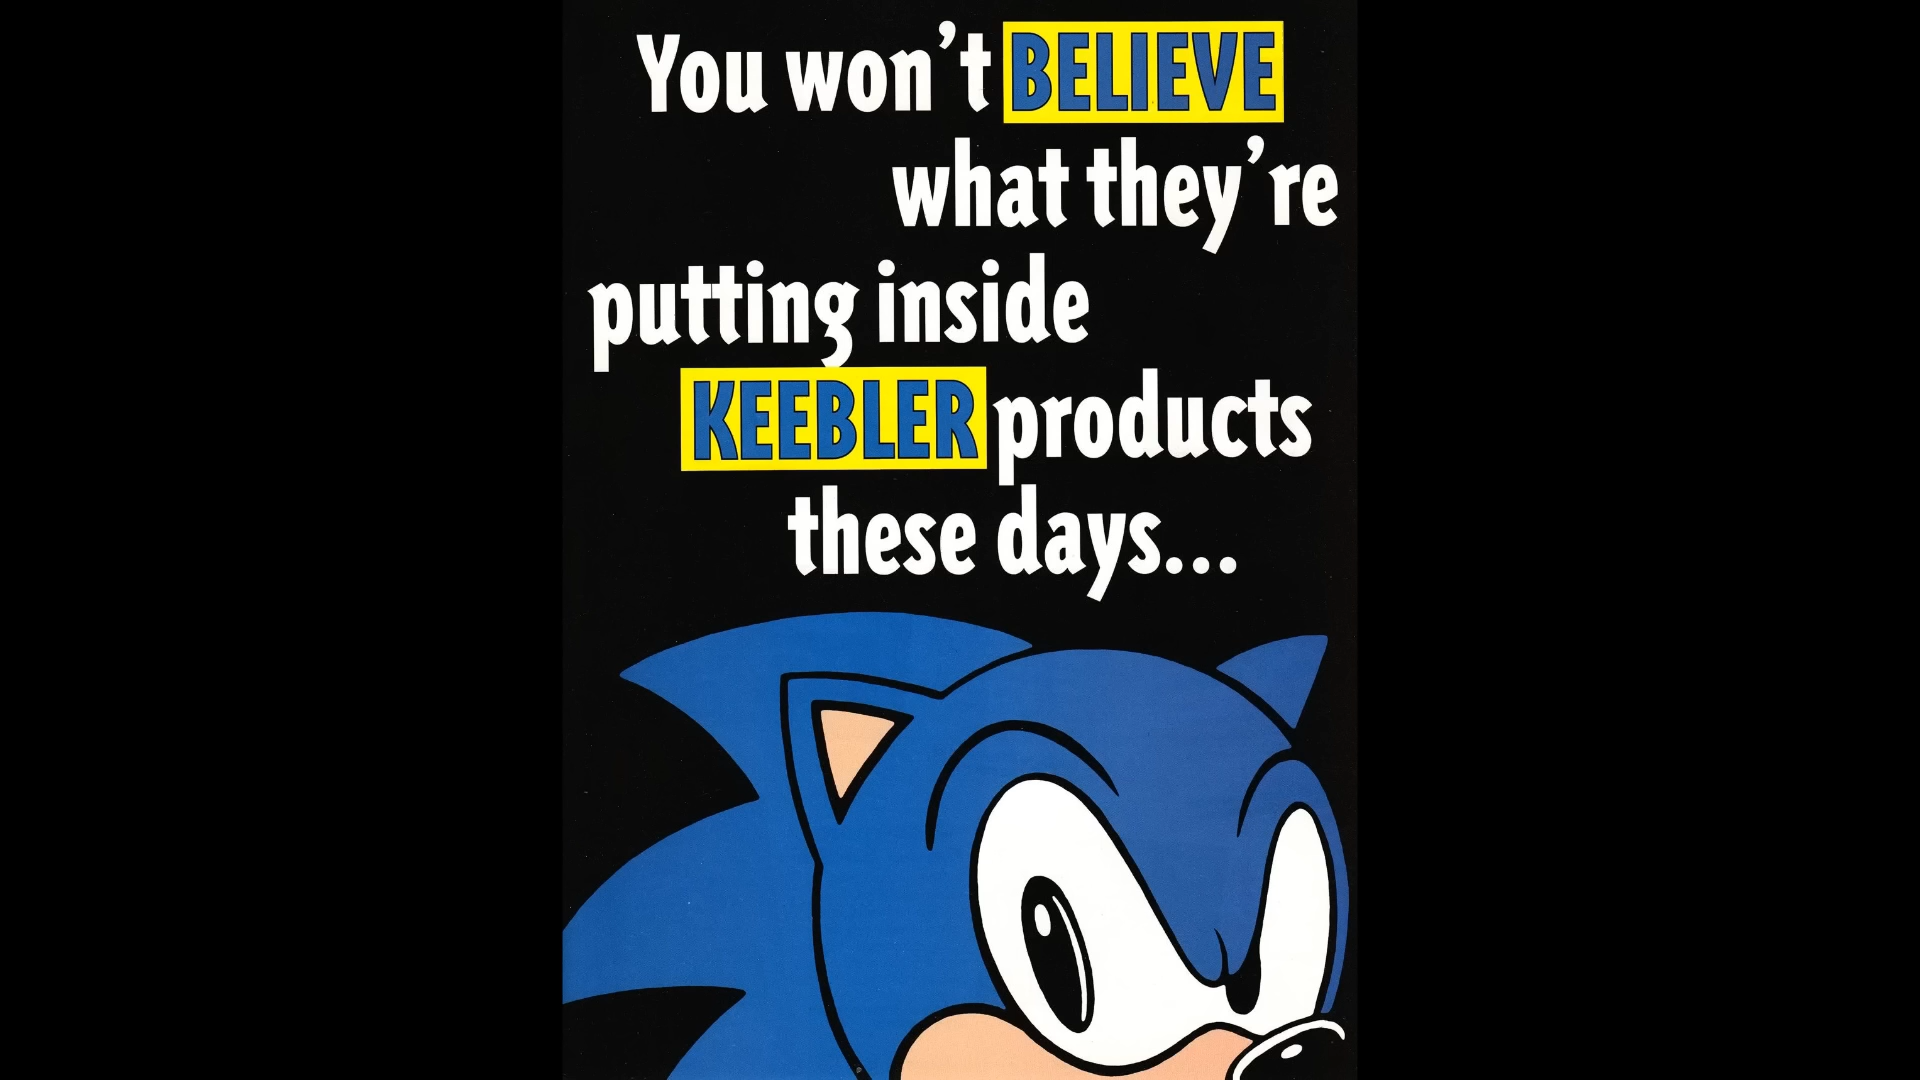 You won't BELIEVE
what they're
putting inside
KEEBLER products
these days...